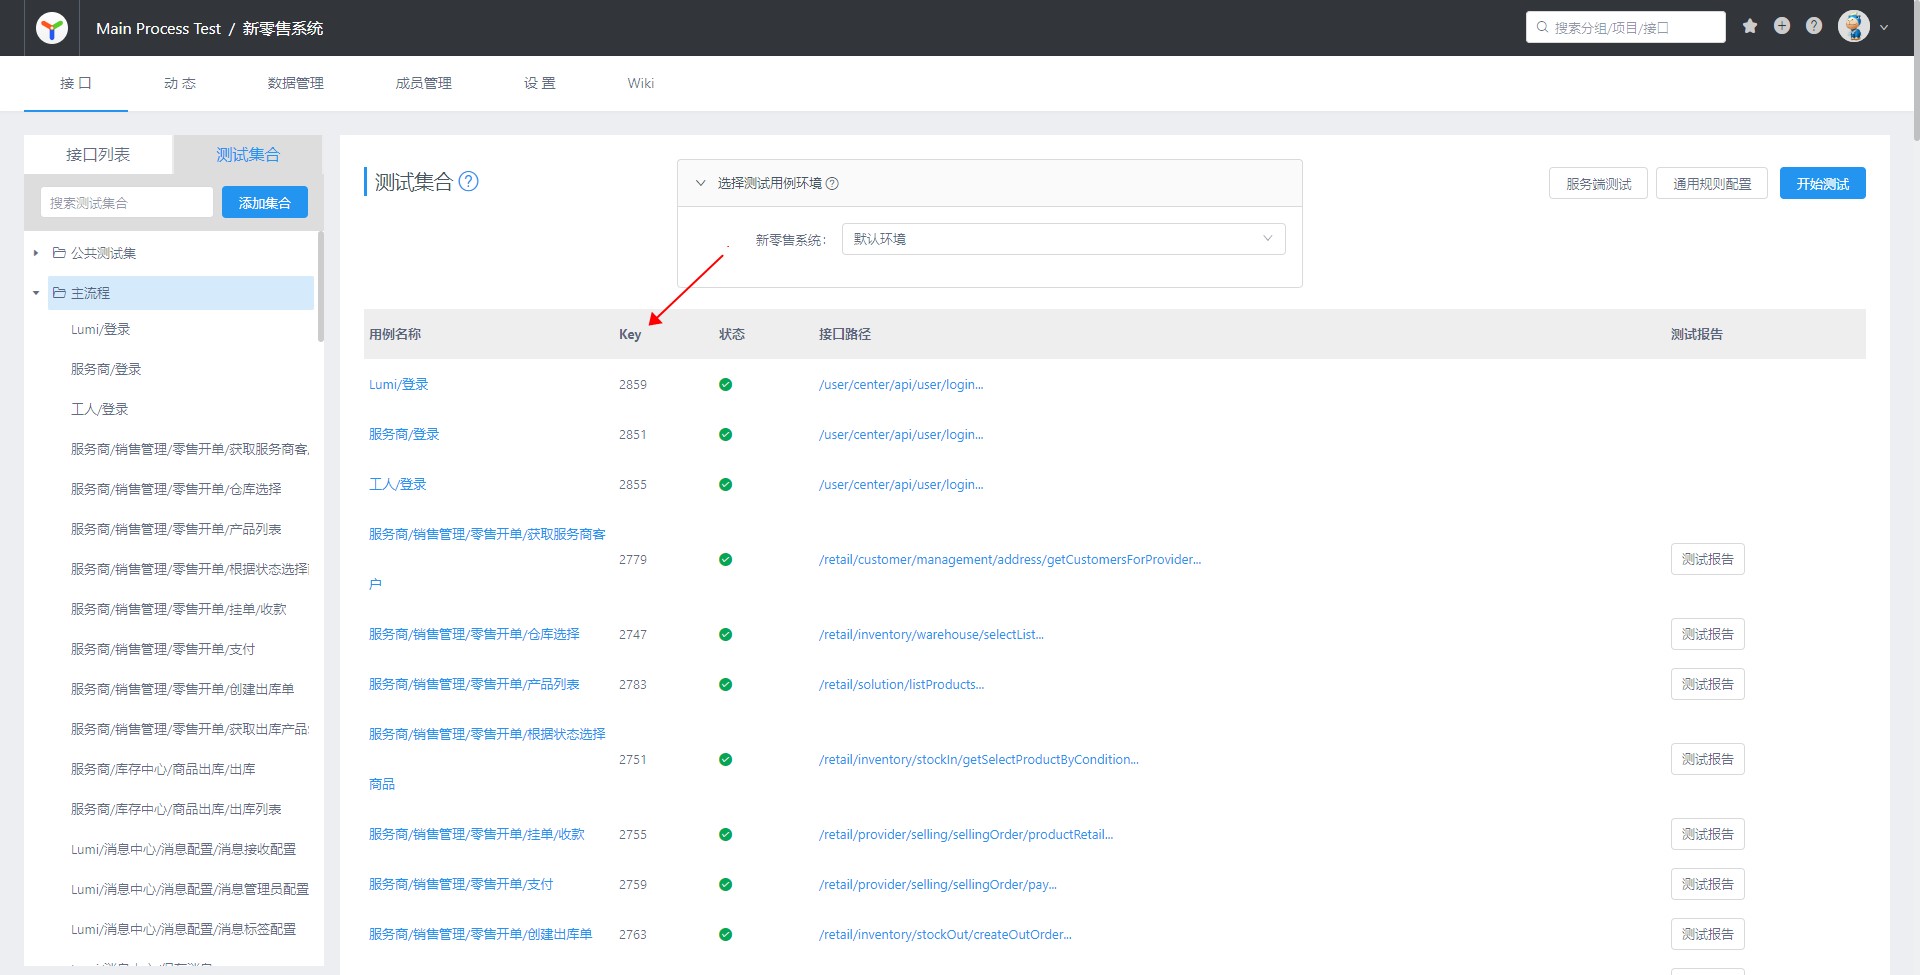 Main Process Test / 新零售系统
搜索分组/项目/接口
接 口
动 态
数据管理
成员管理
设 置
Wiki
接口列表
测试集合
搜索测试集合
添加集合
公共测试集
主流程
Lumi/登录
服务商/登录
工人/登录
服务商/销售管理/零售开单/获取服务商客
服务商/销售管理/零售开单/仓库选择
服务商/销售管理/零售开单/产品列表
服务商/销售管理/零售开单/根据状态选择
服务商/销售管理/零售开单/挂单/收款
服务商/销售管理/零售开单/支付
服务商/销售管理/零售开单/创建出库单
服务商/销售管理/零售开单/获取出库产品
服务商/库存中心/商品出库/出库
服务商/库存中心/商品出库/出库列表
Lumi/消息中心/消息配置/消息接收配置
Lumi/消息中心/消息配置/消息管理员配置
Lumi/消息中心/消息配置/消息标签配置
测试集合
选择测试用例环境
新零售系统：
默认环境
服务端测试
通用规则配置
开始测试
用例名称 Key 状态 接口路径 测试报告
Lumi/登录 2859 /user/center/api/user/login...
服务商/登录 2851 /user/center/api/user/login...
工人/登录 2855 /user/center/api/user/login...
服务商/销售管理/零售开单/获取服务商客
户
2779 /retail/customer/management/address/getCustomersForProvider... 测试报告
服务商/销售管理/零售开单/仓库选择 2747 /retail/inventory/warehouse/selectList... 测试报告
服务商/销售管理/零售开单/产品列表 2783 /retail/solution/listProducts... 测试报告
服务商/销售管理/零售开单/根据状态选择
商品
2751 /retail/inventory/stockIn/getSelectProductByCondition... 测试报告
服务商/销售管理/零售开单/挂单/收款 2755 /retail/provider/selling/sellingOrder/productRetail... 测试报告
服务商/销售管理/零售开单/支付 2759 /retail/provider/selling/sellingOrder/pay... 测试报告
服务商/销售管理/零售开单/创建出库单 2763 /retail/inventory/stockOut/createOutOrder... 测试报告